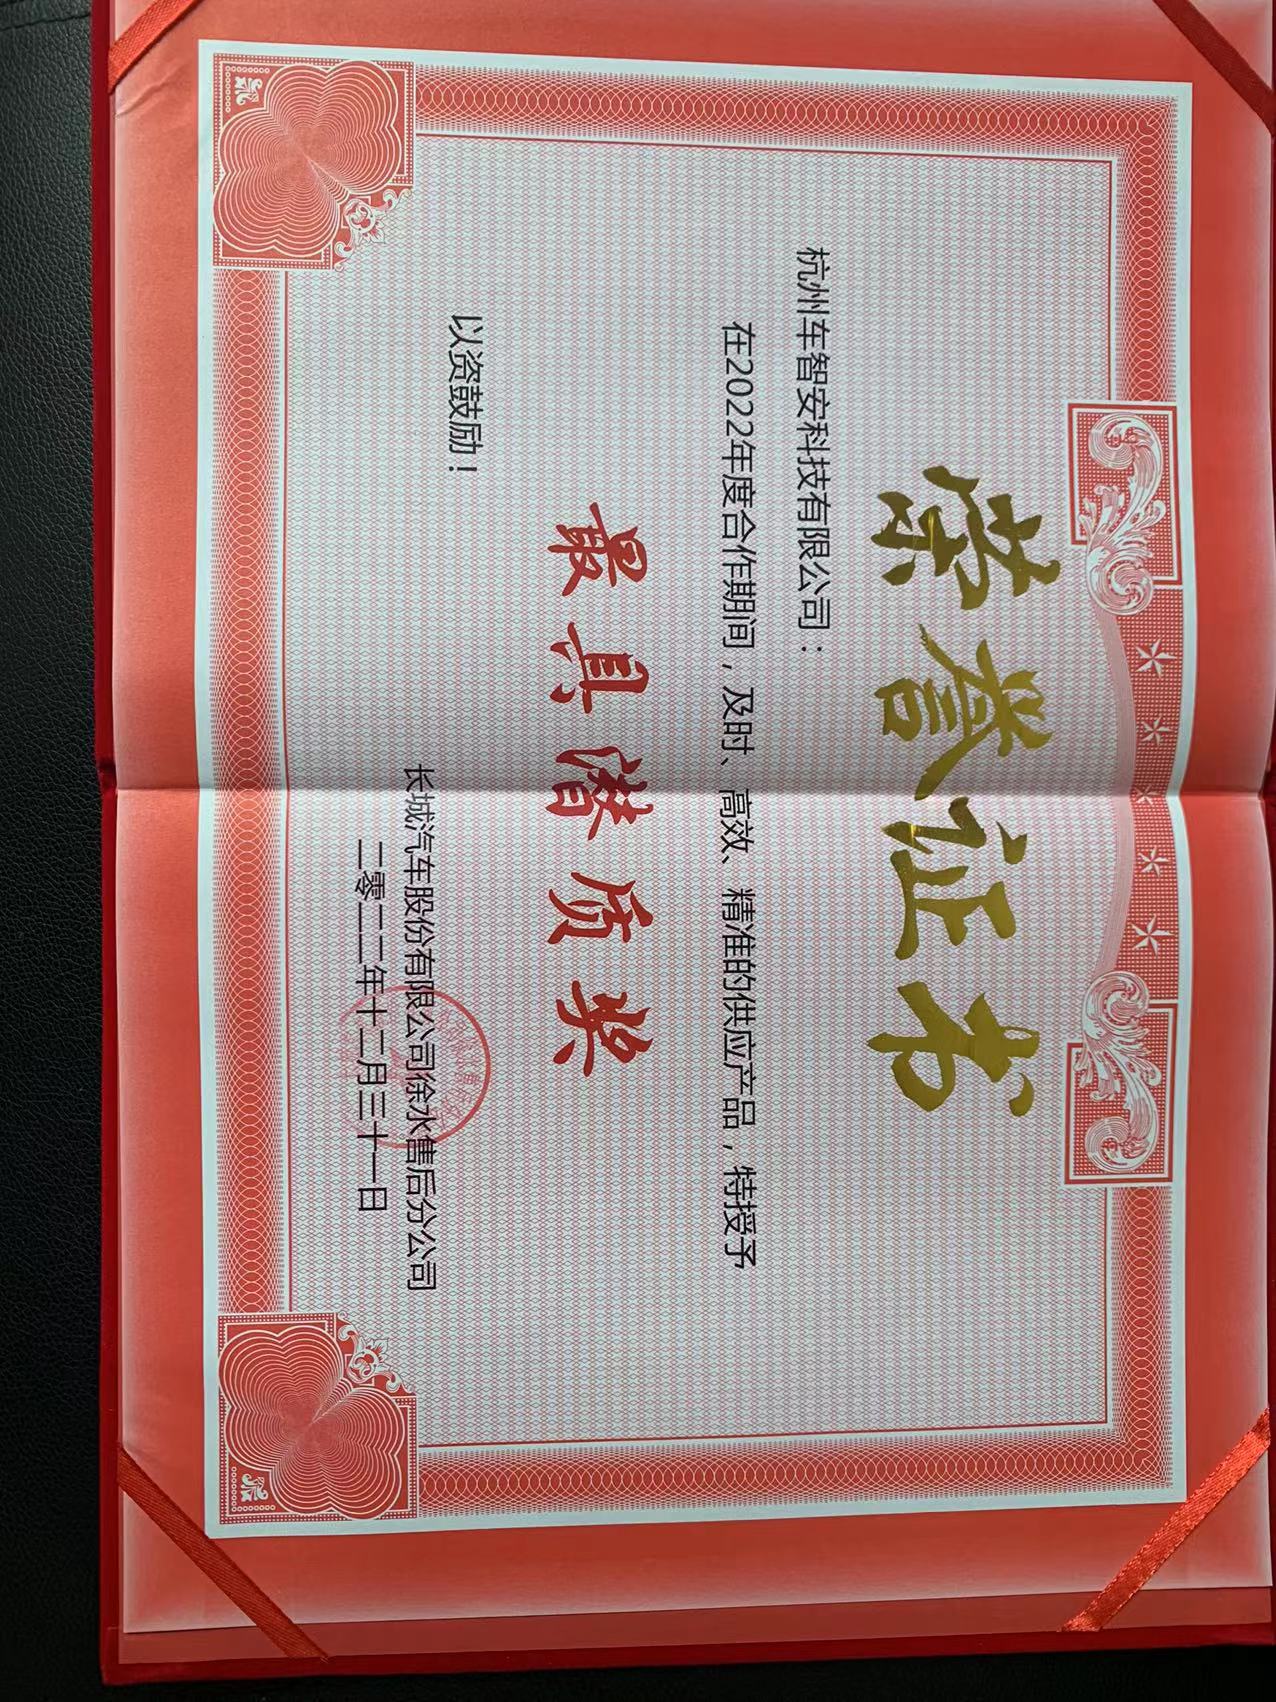 荣誉证书
杭州车智安科技有限公司：
在2022年度合作期间，及时、高效、精准的供应产品，特授予
最具潜质奖
以资鼓励！
长城汽车股份有限公司徐水售后分公司
二零二二年十二月三十一日